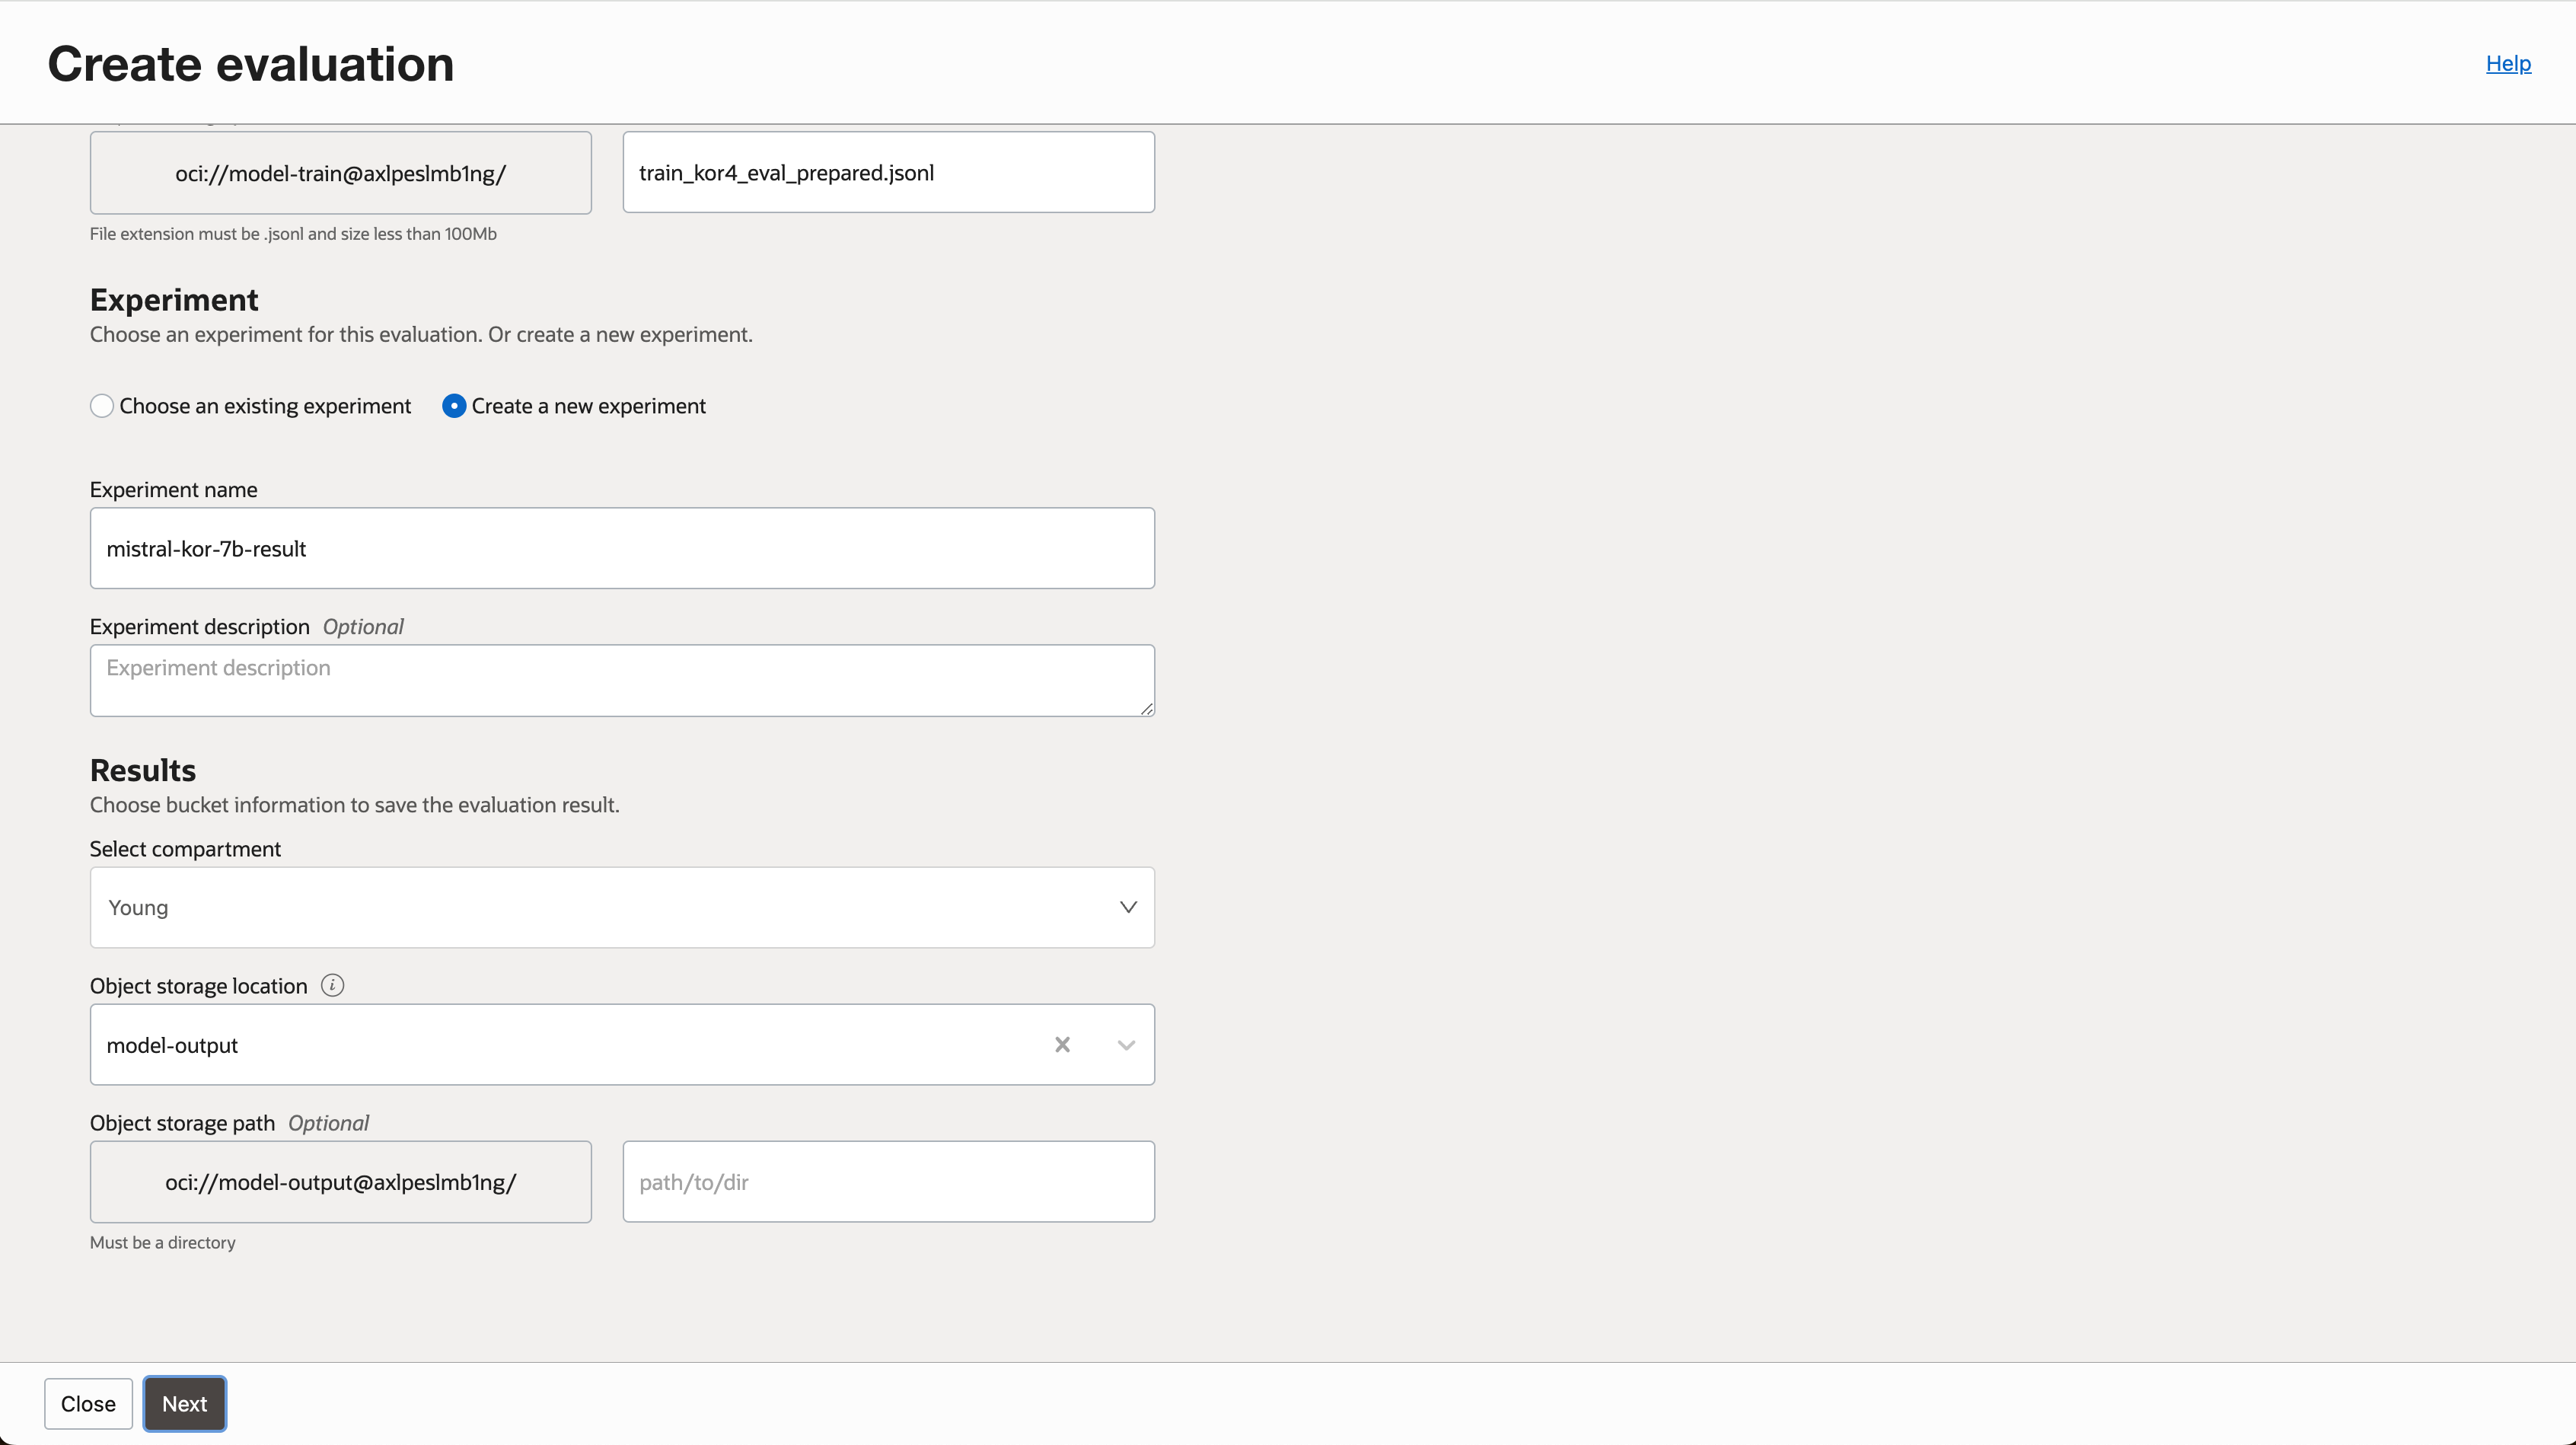 Create evaluation
Help
oci://model-train@axlpeslmb1ng/
train_kor4_eval_prepared.jsonl
File extension must be .jsonl and size less than 100Mb
Experiment
Choose an experiment for this evaluation. Or create a new experiment.
Choose an existing experiment
Create a new experiment
Experiment name
mistral-kor-7b-result
Experiment description Optional
Experiment description
Results
Choose bucket information to save the evaluation result.
Select compartment
Young
Object storage location i
model-output
Object storage path Optional
oci://model-output@axlpeslmb1ng/
path/to/dir
Must be a directory
Close
Next